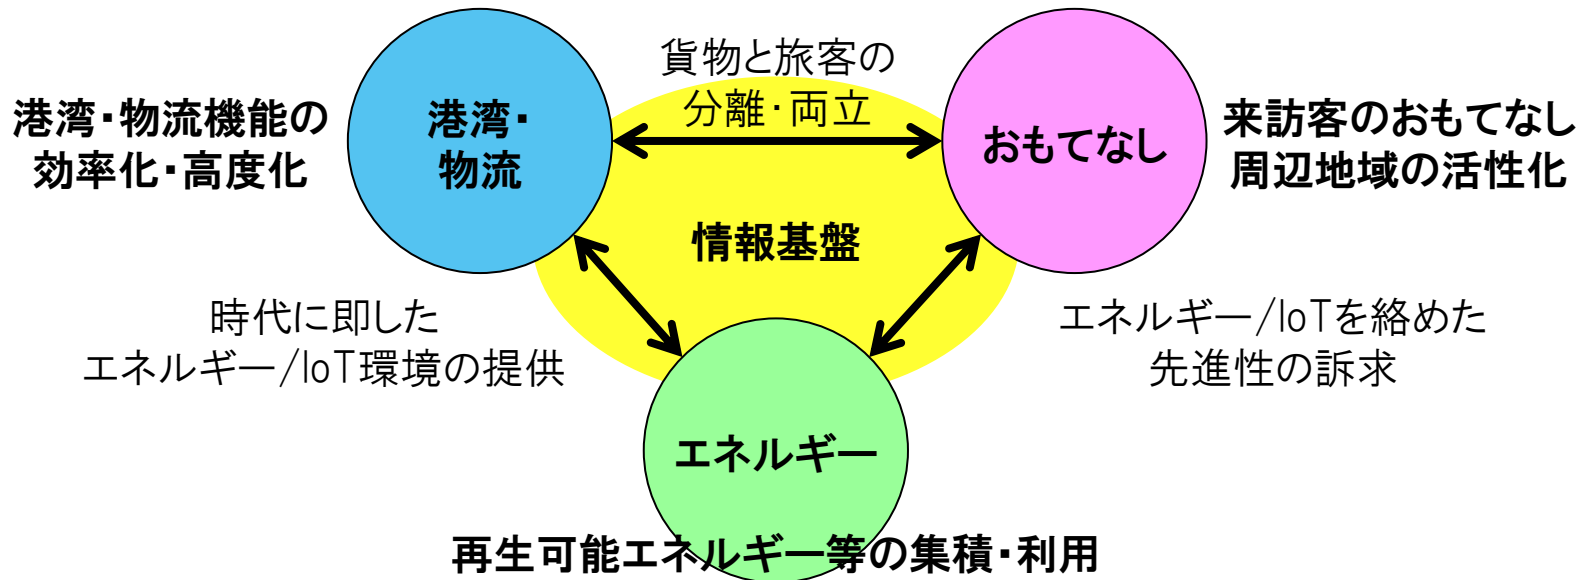 貨物と旅客の
分離・両立
港湾・物流機能の
効率化・高度化
港湾・
物流
おもてなし
来訪客のおもてなし
周辺地域の活性化
情報基盤
時代に即した
エネルギー/IoT環境の提供
エネルギー/IoTを絡めた
先進性の訴求
エネルギー
再生可能エネルギー等の集積・利用